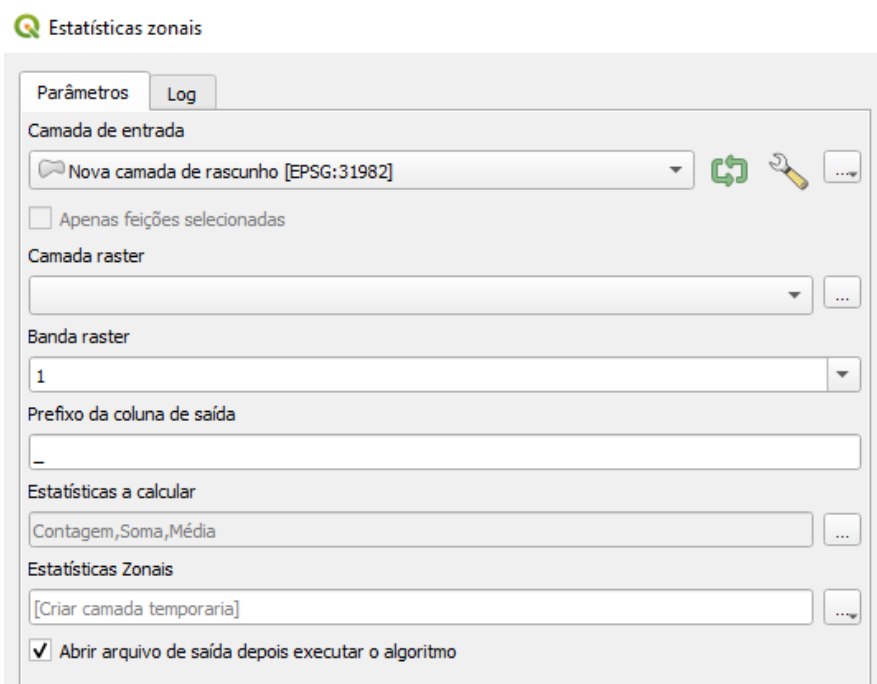 Estatísticas zonais
Parâmetros
Log
Camada de entrada
Nova camada de rascunho [EPSG:31982]
...
Apenas feições selecionadas
Camada raster
...
Banda raster
1
Prefixo da coluna de saída
_
Estatísticas a calcular
Contagem,Soma,Média
...
Estatísticas Zonais
[Criar camada temporaria]
...
Abrir arquivo de saída depois executar o algoritmo